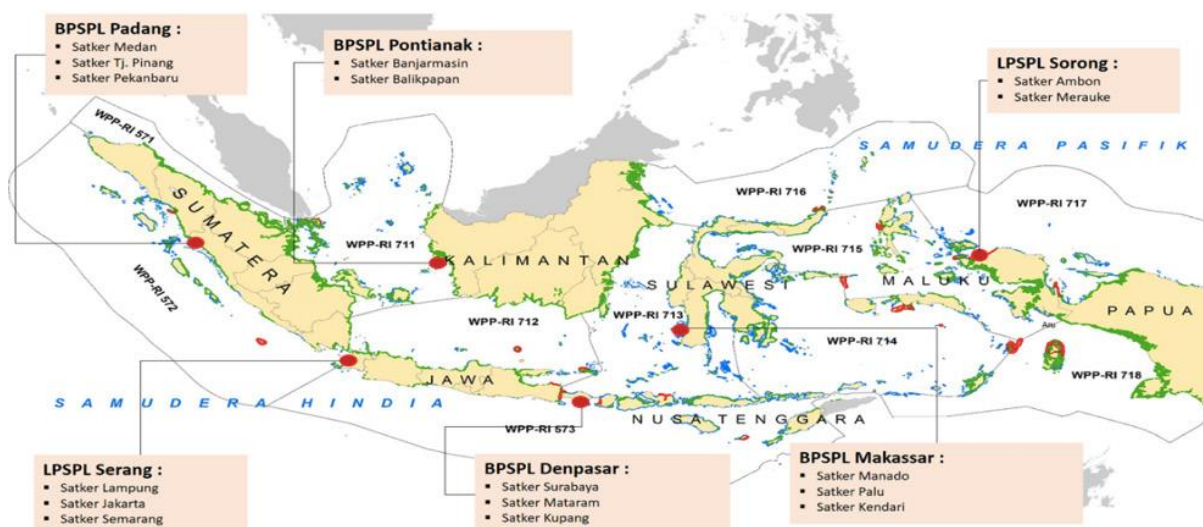 BPSPL Padang :
▪ Satker Medan
▪ Satker Tj. Pinang
▪ Satker Pekanbaru
BPSPL Pontianak :
▪ Satker Banjarmasin
▪ Satker Balikpapan
LPSPL Sorong :
▪ Satker Ambon
▪ Satker Merauke
WPP-RI 571
SAMUDERA PASIFIK
WPP-RI 716
WPP-RI 717
SUMATERA
WPP-RI 711
WPP-RI 715
KALIMANTAN
SULAWESI
MALUKU
WPP-RI 572
WPP-RI 712
WPP-RI 713
WPP-RI 714
PAPUA
Aru
WPP-RI 718
JAWA
SAMUDERA HINDIA
NUSA TENGGARA
WPP-RI 573
LPSPL Serang :
▪ Satker Lampung
▪ Satker Jakarta
▪ Satker Semarang
BPSPL Denpasar :
▪ Satker Surabaya
▪ Satker Mataram
▪ Satker Kupang
BPSPL Makassar :
▪ Satker Manado
▪ Satker Palu
▪ Satker Kendari